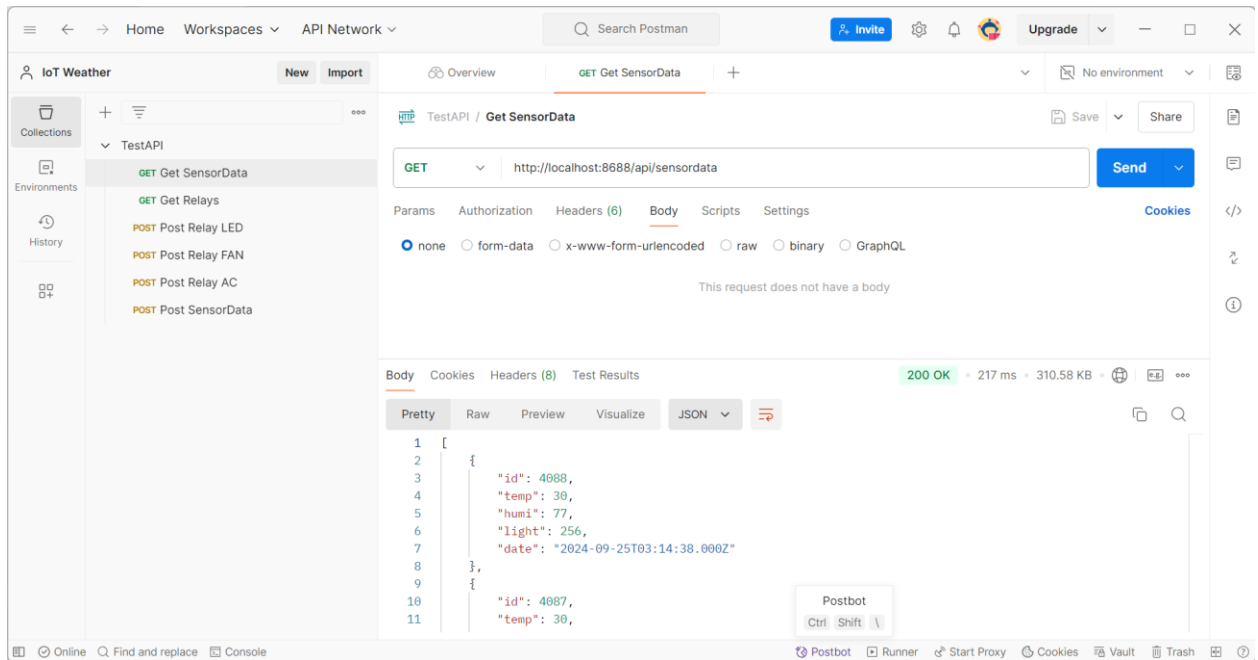 Home Workspaces API Network Search Postman Invite Upgrade
IoT Weather New Import Overview GET Get SensorData No environment
Collections
Environments
History
TestAPI
GET Get SensorData
GET Get Relays
POST Post Relay LED
POST Post Relay FAN
POST Post Relay AC
POST Post SensorData
HTTP TestAPI / Get SensorData Save Share
GET http://localhost:8688/api/sensordata Send
Params Authorization Headers (6) Body Scripts Settings Cookies
none form-data x-www-form-urlencoded raw binary GraphQL
This request does not have a body
Body Cookies Headers (8) Test Results 200 OK 217 ms 310.58 KB e.g.
Pretty Raw Preview Visualize JSON
1 [
2 {
3 "id": 4088,
4 "temp": 30,
5 "humi": 77,
6 "light": 256,
7 "date": "2024-09-25T03:14:38.000Z"
8 },
9 {
10 "id": 4087,
11 "temp": 30,
Postbot
Ctrl Shift \
Online Find and replace Console Postbot Runner Start Proxy Cookies Vault Trash